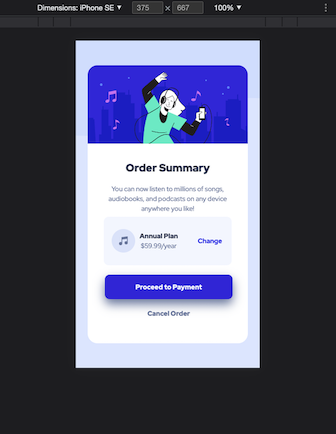 Dimensions: iPhone SE ▼ 375 × 667 100% ▼
Order Summary
You can now listen to millions of songs,
audiobooks, and podcasts on any device
anywhere you like!
Annual Plan
$59.99/year
Change
Proceed to Payment
Cancel Order